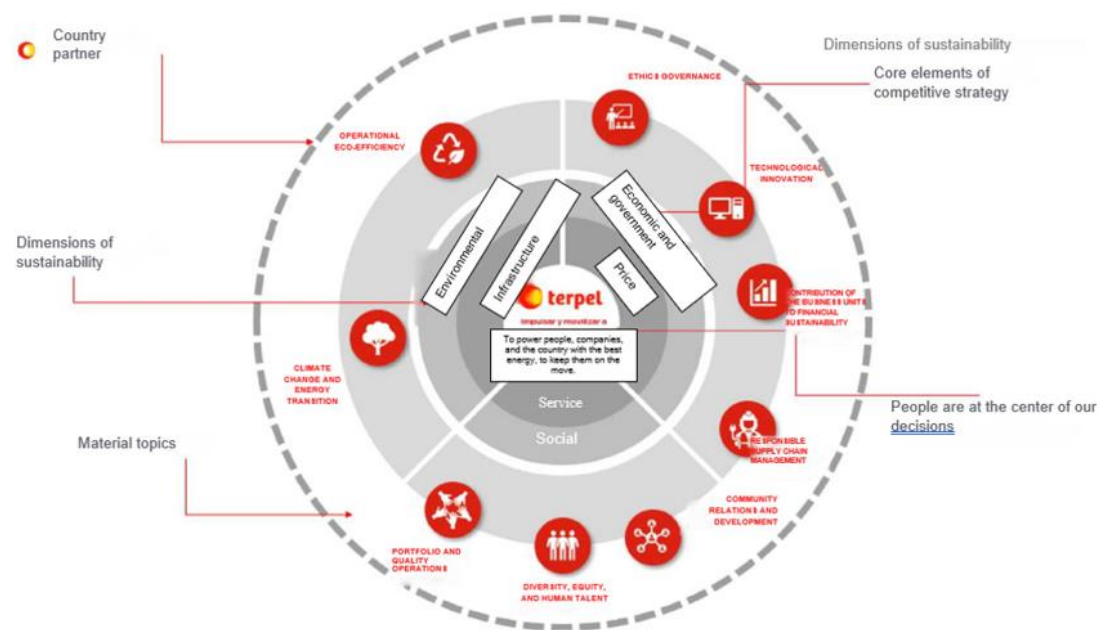 Country
partner
Dimensions of sustainability
Core elements of
competitive strategy
ETHICS GOVERNANCE
OPERATIONAL
ECO-EFFICIENCY
TECHNOLOGICAL
INNOVATION
Environmental
Infrastructure
Economic and
government
Price
Dimensions of
sustainability
terpel
Impulsar y movilizar a
To power people, companies,
and the country with the best
energy, to keep them on the
move.
CONTRIBUTION OF
THE BUSINESS UNITS
TO FINANCIAL
SUSTAINABILITY
CLIMATE
CHANGE AND
ENERGY
TRANSITION
Service
Social
People are at the center of our
decisions
Material topics
RESPONSIBLE
SUPPLY CHAIN
MANAGEMENT
COMMUNITY
RELATIONS AND
DEVELOPMENT
PORTFOLIO AND
QUALITY
OPERATIONS
DIVERSITY, EQUITY,
AND HUMAN TALENT